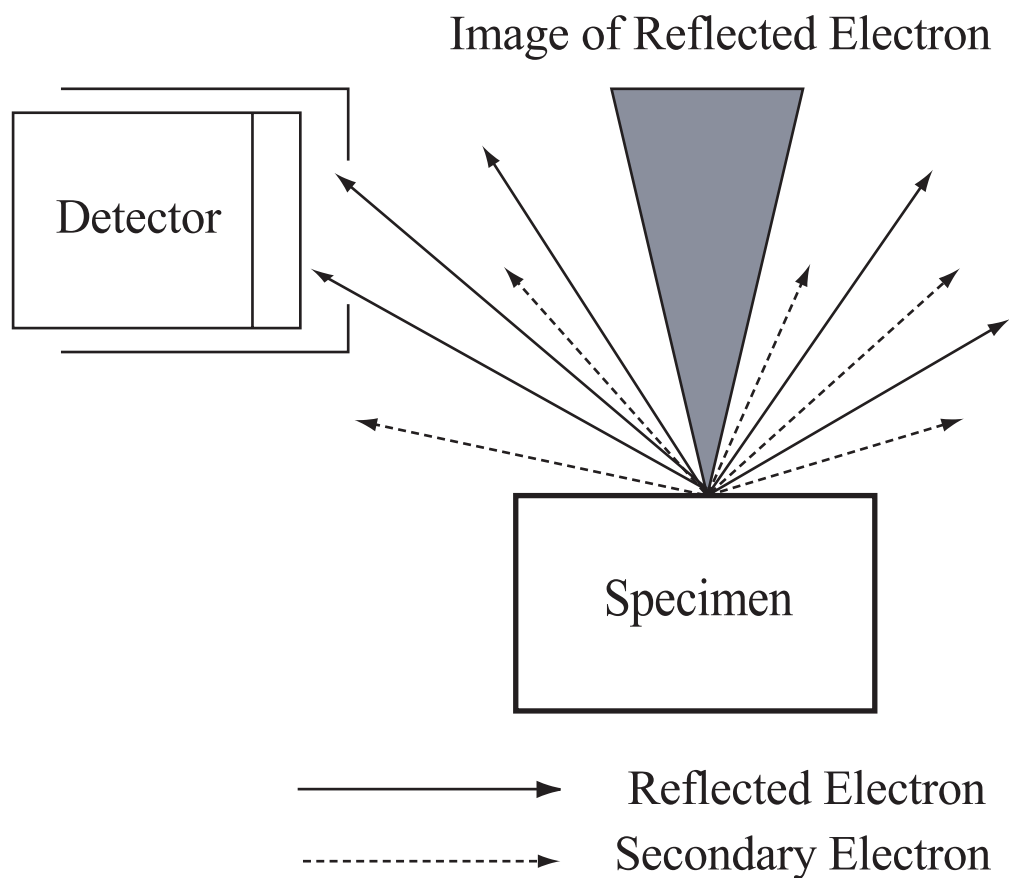 Image of Reflected Electron
Detector
Specimen
Reflected Electron
Secondary Electron